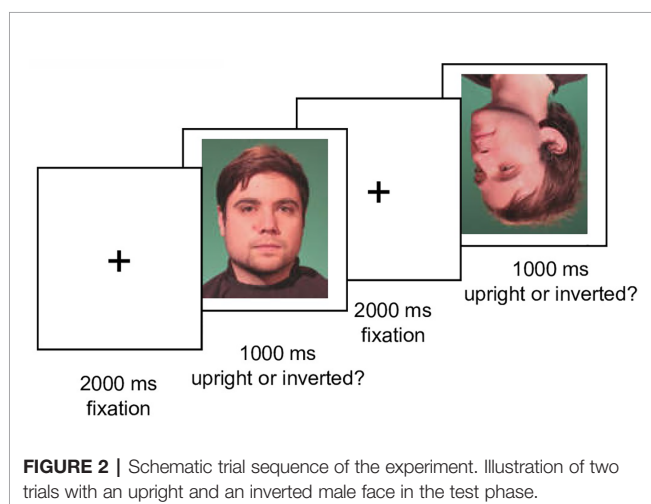 +
+
1000 ms
upright or inverted?
2000 ms
fixation
1000 ms
upright or inverted?
2000 ms
fixation
FIGURE 2 | Schematic trial sequence of the experiment. Illustration of two
trials with an upright and an inverted male face in the test phase.